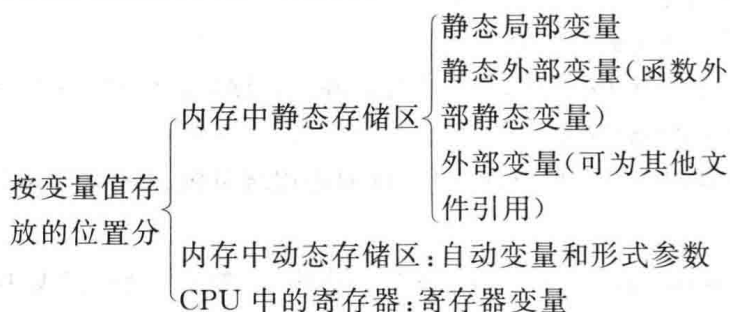 静态局部变量
静态外部变量(函数外
内存中静态存储区
部静态变量)
按变量值存
外部变量(可为其他文
放的位置分
件引用)
内存中动态存储区:自动变量和形式参数
CPU 中的寄存器:寄存器变量